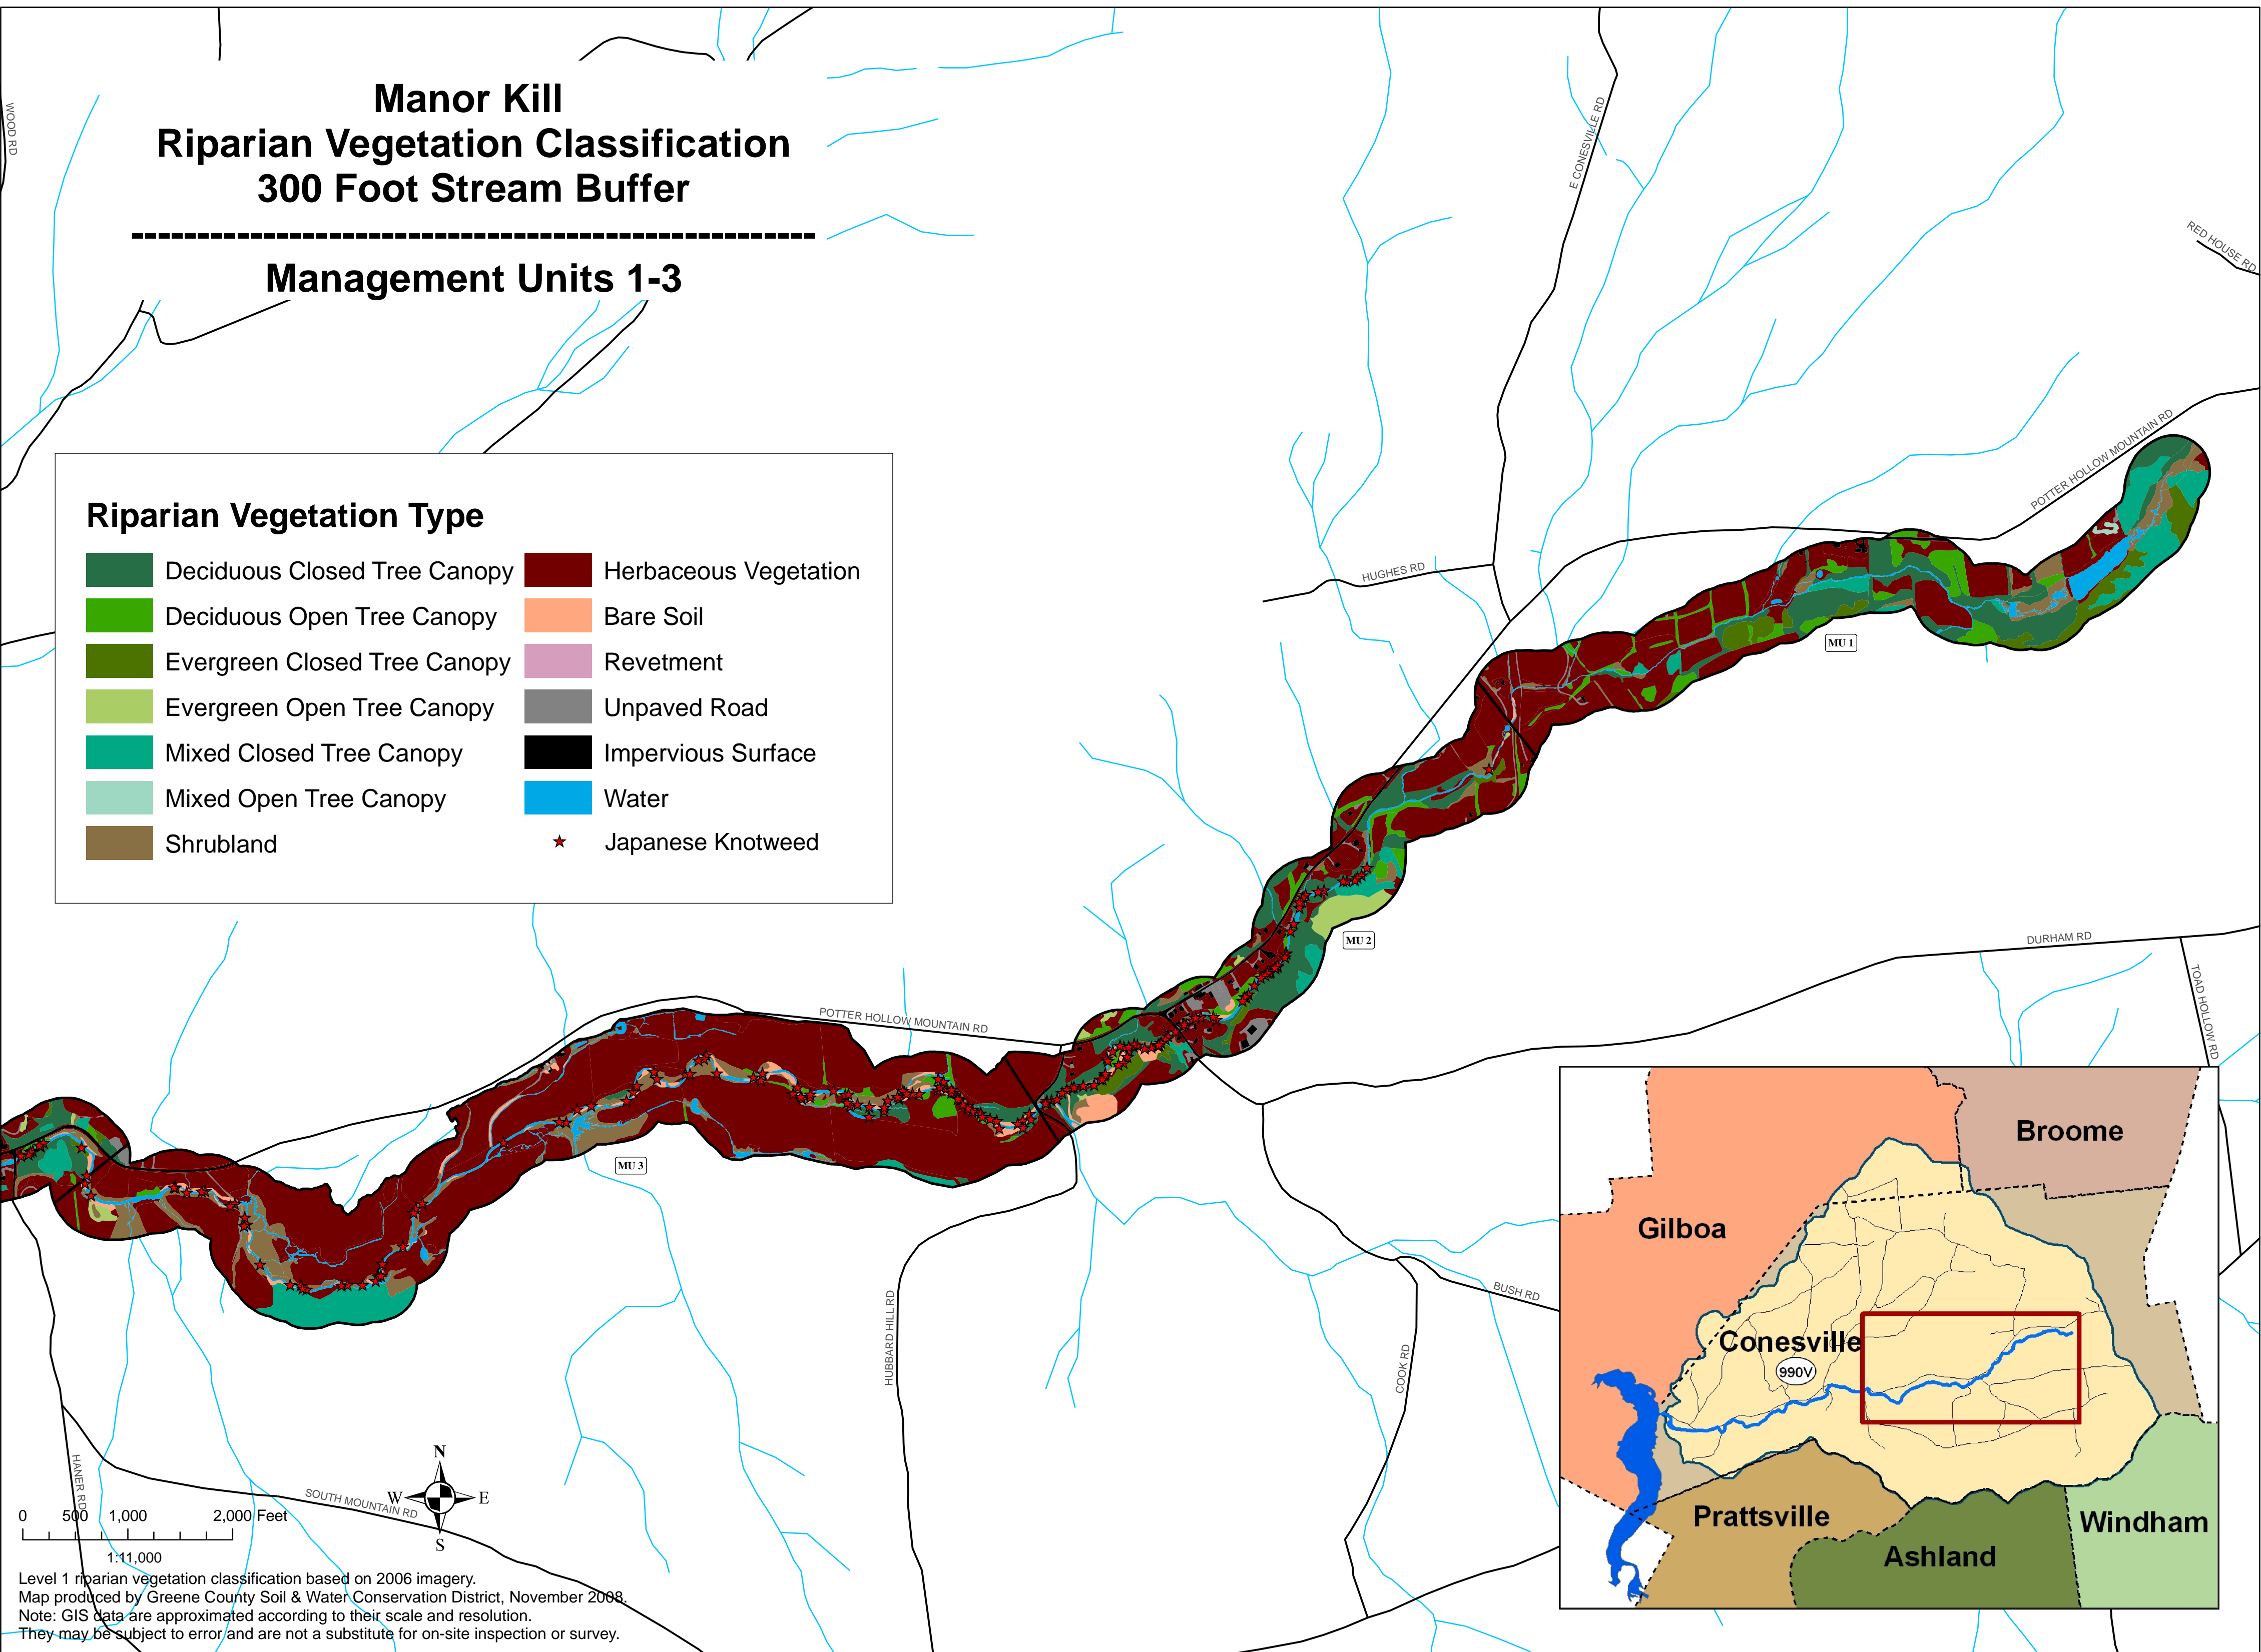 Manor Kill
Riparian Vegetation Classification
300 Foot Stream Buffer
Management Units 1-3
WOOD RD
E CONESVILLE RD
RED HOUSE RD
POTTER HOLLOW MOUNTAIN RD
HUGHES RD
Riparian Vegetation Type
Deciduous Closed Tree Canopy
Deciduous Open Tree Canopy
Evergreen Closed Tree Canopy
Evergreen Open Tree Canopy
Mixed Closed Tree Canopy
Mixed Open Tree Canopy
Shrubland
Herbaceous Vegetation
Bare Soil
Revetment
Unpaved Road
Impervious Surface
Water
Japanese Knotweed
MU 1
MU 2
DURHAM RD
TOAD HOLLOW RD
POTTER HOLLOW MOUNTAIN RD
MU 3
HUBBARD HILL RD
COOK RD
BUSH RD
HANER RD
SOUTH MOUNTAIN RD
Broome
Gilboa
Conesville
990V
Prattsville
Ashland
Windham
N
W E
S
0 500 1,000 2,000 Feet
1:11,000
Level 1 riparian vegetation classification based on 2006 imagery.
Map produced by Greene County Soil & Water Conservation District, November 2008.
Note: GIS data are approximated according to their scale and resolution.
They may be subject to error and are not a substitute for on-site inspection or survey.